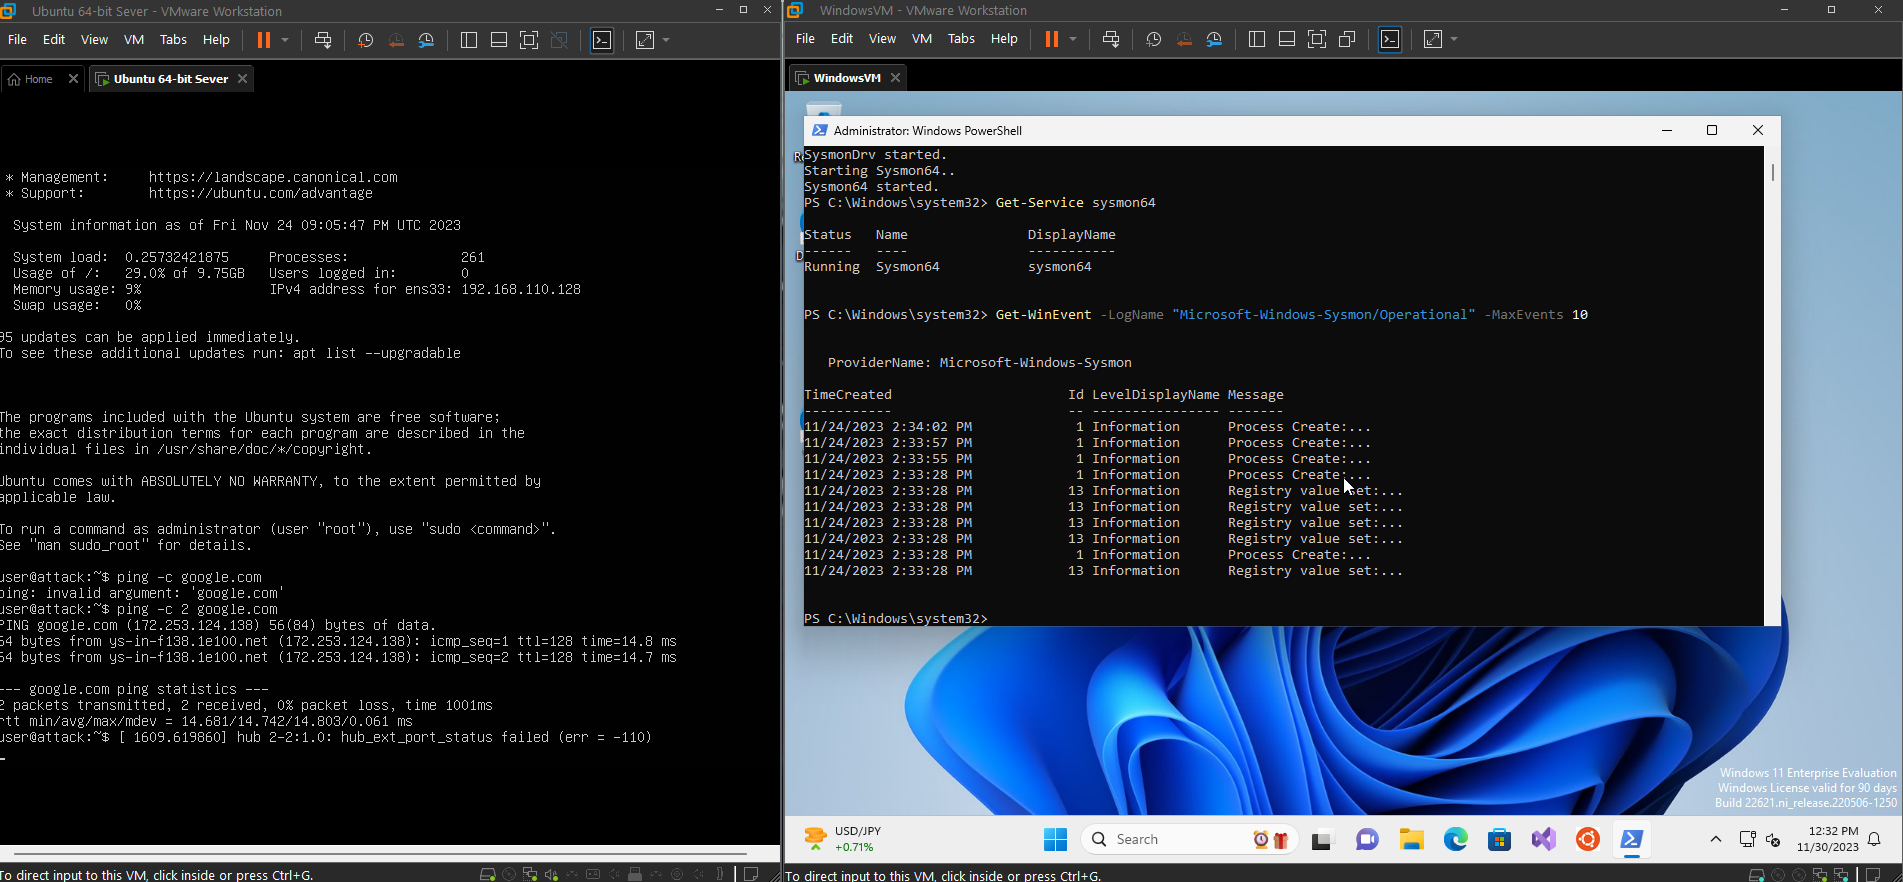 Ubuntu 64-bit Sever - VMware Workstation
File Edit View VM Tabs Help
Home
Ubuntu 64-bit Sever
* Management: https://landscape.canonical.com
* Support: https://ubuntu.com/advantage
System information as of Fri Nov 24 09:05:47 PM UTC 2023
System load: 0.25732421875 Processes: 261
Usage of /: 29.0% of 9.75GB Users logged in: 0
Memory usage: 9% IPv4 address for ens33: 192.168.110.128
Swap usage: 0%
95 updates can be applied immediately.
To see these additional updates run: apt list --upgradable
The programs included with the Ubuntu system are free software;
the exact distribution terms for each program are described in the
individual files in /usr/share/doc/*/copyright.
Ubuntu comes with ABSOLUTELY NO WARRANTY, to the extent permitted by
applicable law.
To run a command as administrator (user "root"), use "sudo <command>".
See "man sudo_root" for details.
user@attack:~$ ping -c google.com
ping: invalid argument: 'google.com'
user@attack:~$ ping -c 2 google.com
PING google.com (172.253.124.138) 56(84) bytes of data.
64 bytes from ys-in-f138.1e100.net (172.253.124.138): icmp_seq=1 ttl=128 time=14.8 ms
64 bytes from ys-in-f138.1e100.net (172.253.124.138): icmp_seq=2 ttl=128 time=14.7 ms
--- google.com ping statistics ---
2 packets transmitted, 2 received, 0% packet loss, time 1001ms
rtt min/avg/max/mdev = 14.681/14.742/14.803/0.061 ms
user@attack:~$ [ 1609.619860] hub 2-2:1.0: hub_ext_port_status failed (err = -110)
To direct input to this VM, click inside or press Ctrl+G.
WindowsVM - VMware Workstation
File Edit View VM Tabs Help
WindowsVM
Administrator: Windows PowerShell
SysmonDrv started.
Starting Sysmon64..
Sysmon64 started.
PS C:\Windows\system32> Get-Service sysmon64
Status Name DisplayName
------ ---- -----------
Running Sysmon64 sysmon64
PS C:\Windows\system32> Get-WinEvent -LogName "Microsoft-Windows-Sysmon/Operational" -MaxEvents 10
ProviderName: Microsoft-Windows-Sysmon
TimeCreated Id LevelDisplayName Message
----------- -- ---------------- -------
11/24/2023 2:34:02 PM 1 Information Process Create:...
11/24/2023 2:33:57 PM 1 Information Process Create:...
11/24/2023 2:33:55 PM 1 Information Process Create:...
11/24/2023 2:33:28 PM 1 Information Process Create:...
11/24/2023 2:33:28 PM 13 Information Registry value set:...
11/24/2023 2:33:28 PM 13 Information Registry value set:...
11/24/2023 2:33:28 PM 13 Information Registry value set:...
11/24/2023 2:33:28 PM 13 Information Registry value set:...
11/24/2023 2:33:28 PM 1 Information Process Create:...
11/24/2023 2:33:28 PM 13 Information Registry value set:...
PS C:\Windows\system32>
Windows 11 Enterprise Evaluation
Windows License valid for 90 days
Build 22621.ni_release.220506-1250
USD/JPY
+0.71%
Search
12:32 PM
11/30/2023
To direct input to this VM, click inside or press Ctrl+G.